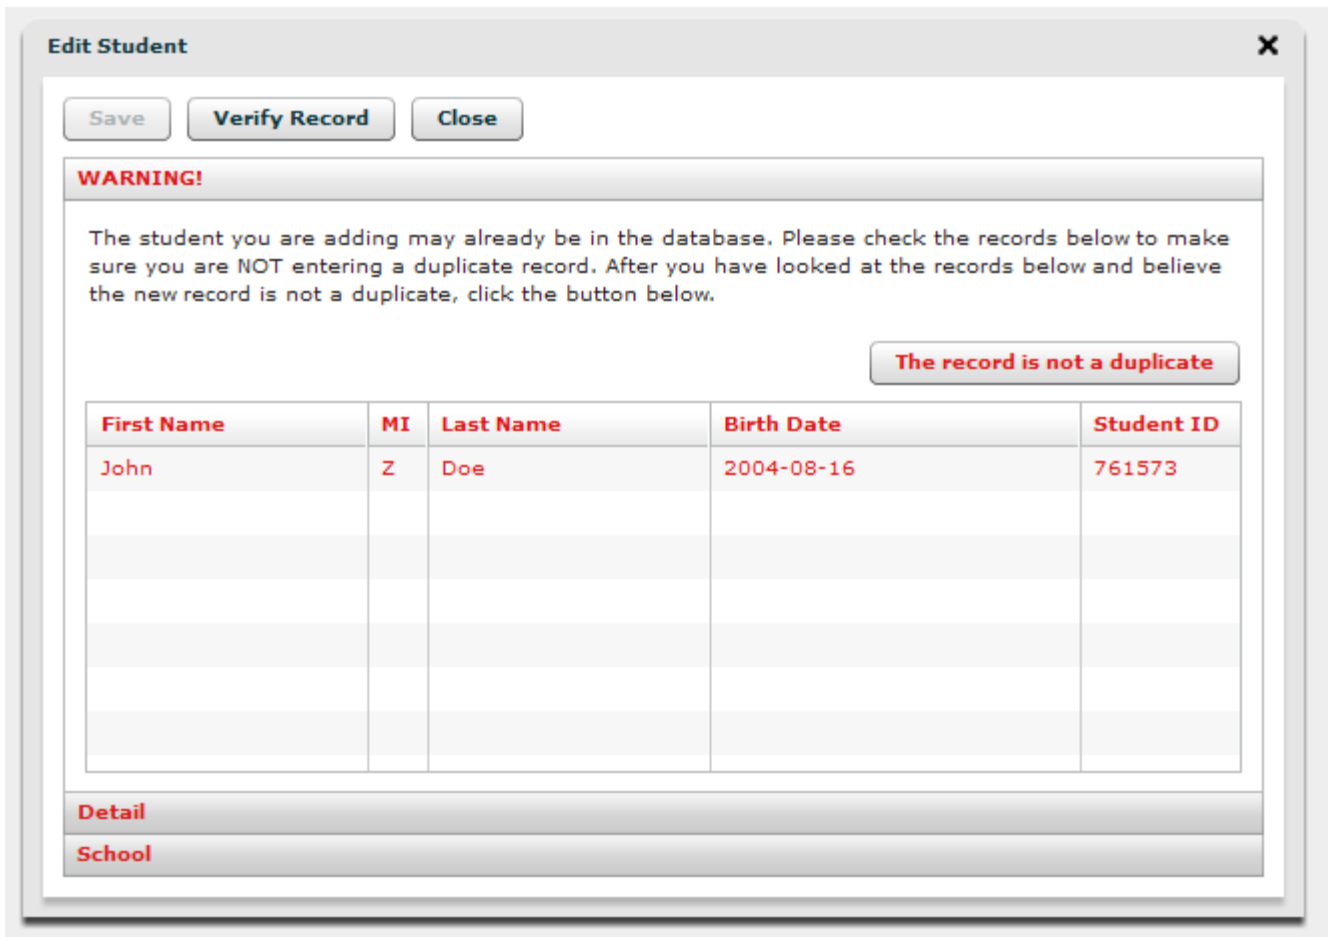 Edit Student
Save Verify Record Close
WARNING!
The student you are adding may already be in the database. Please check the records below to make
sure you are NOT entering a duplicate record. After you have looked at the records below and believe
the new record is not a duplicate, click the button below.
The record is not a duplicate
First Name MI Last Name Birth Date Student ID
John Z Doe 2004-08-16 761573
Detail
School